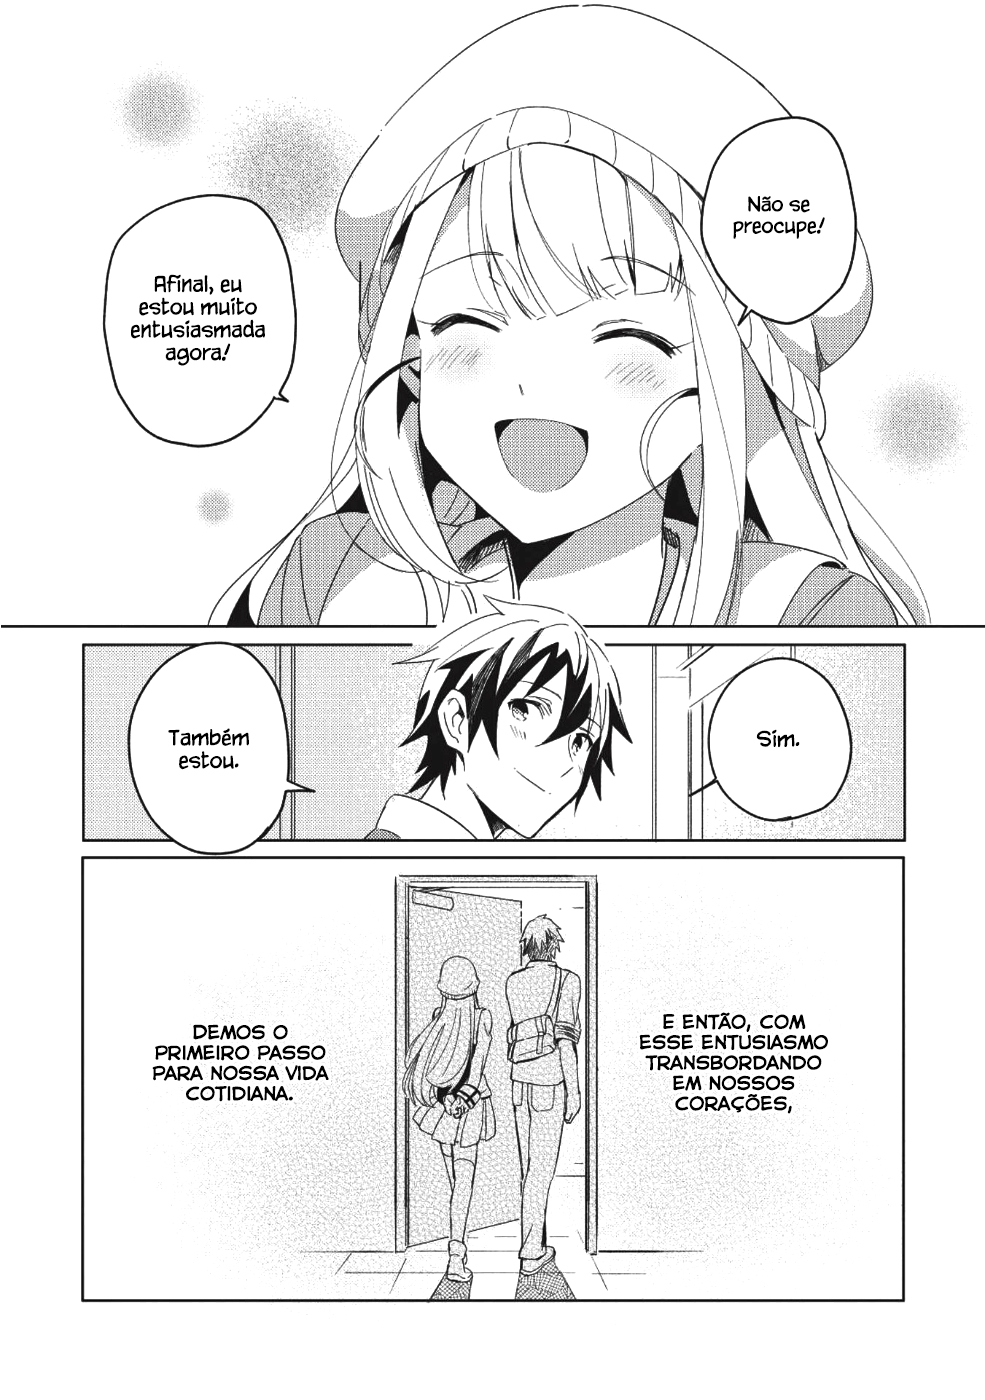 Não se
preocupe!
Afinal, eu
estou muito
entusiasmada
agora!
Sim.
Também
estou.
E ENTÃO, COM
ESSE ENTUSIASMO
TRANSBORDANDO
EM NOSSOS
CORAÇÕES,
DEMOS O
PRIMEIRO PASSO
PARA NOSSA VIDA
COTIDIANA.